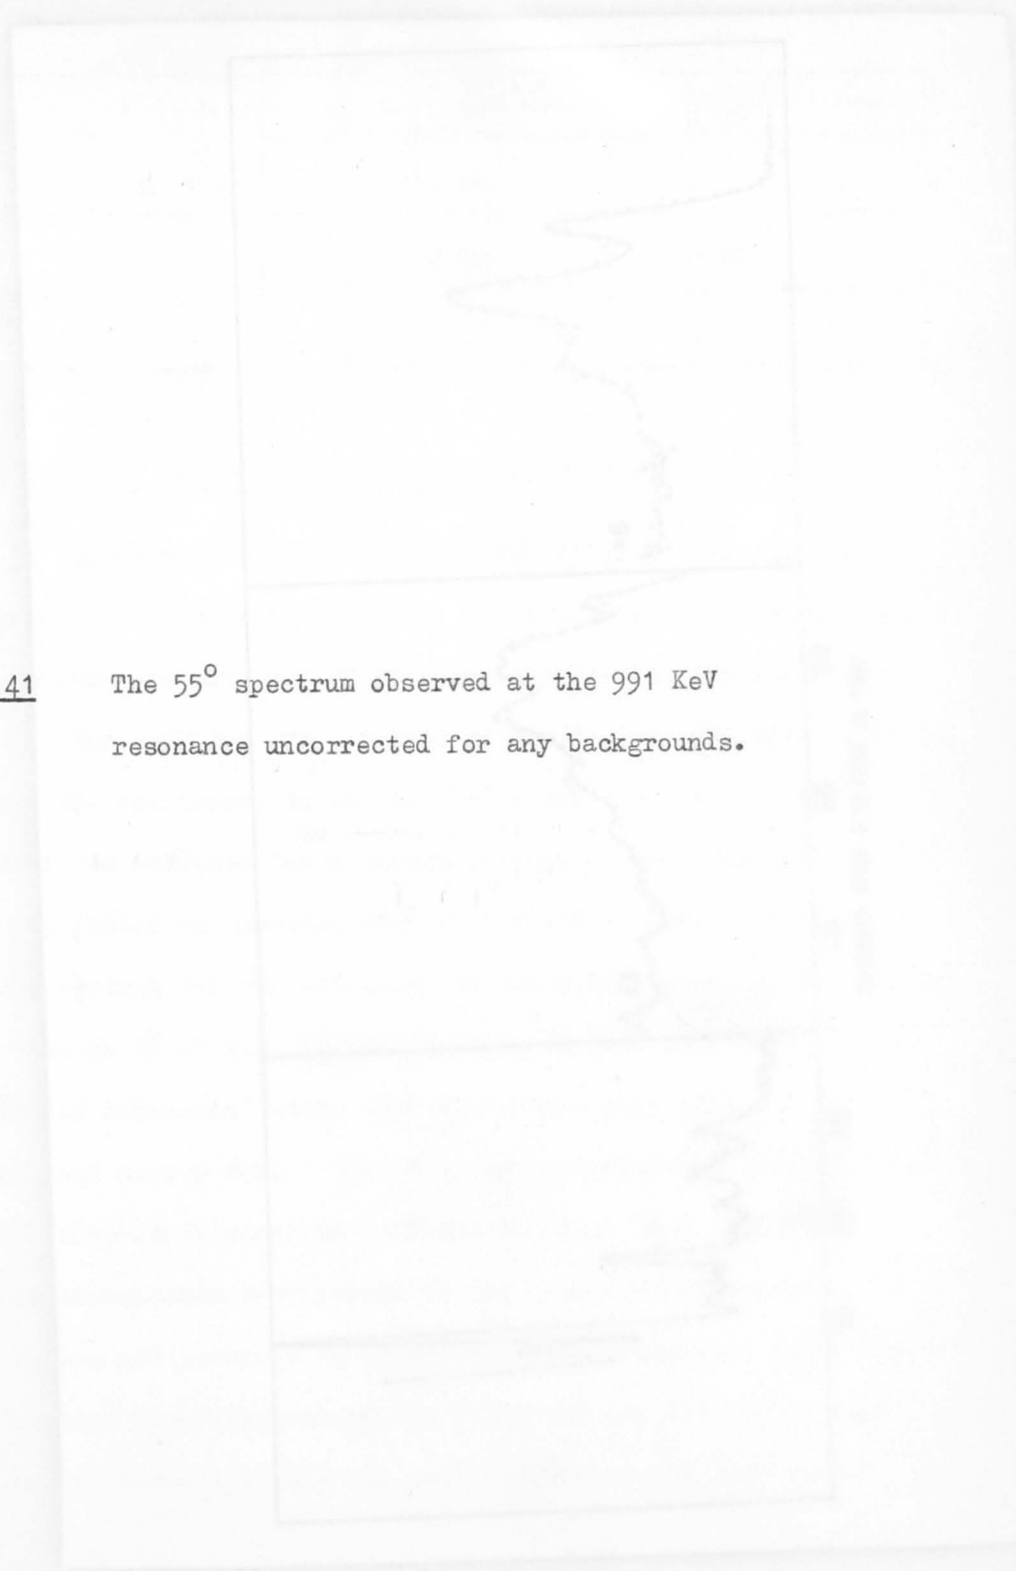 41 The 55° spectrum observed at the 991 KeV
resonance uncorrected for any backgrounds.